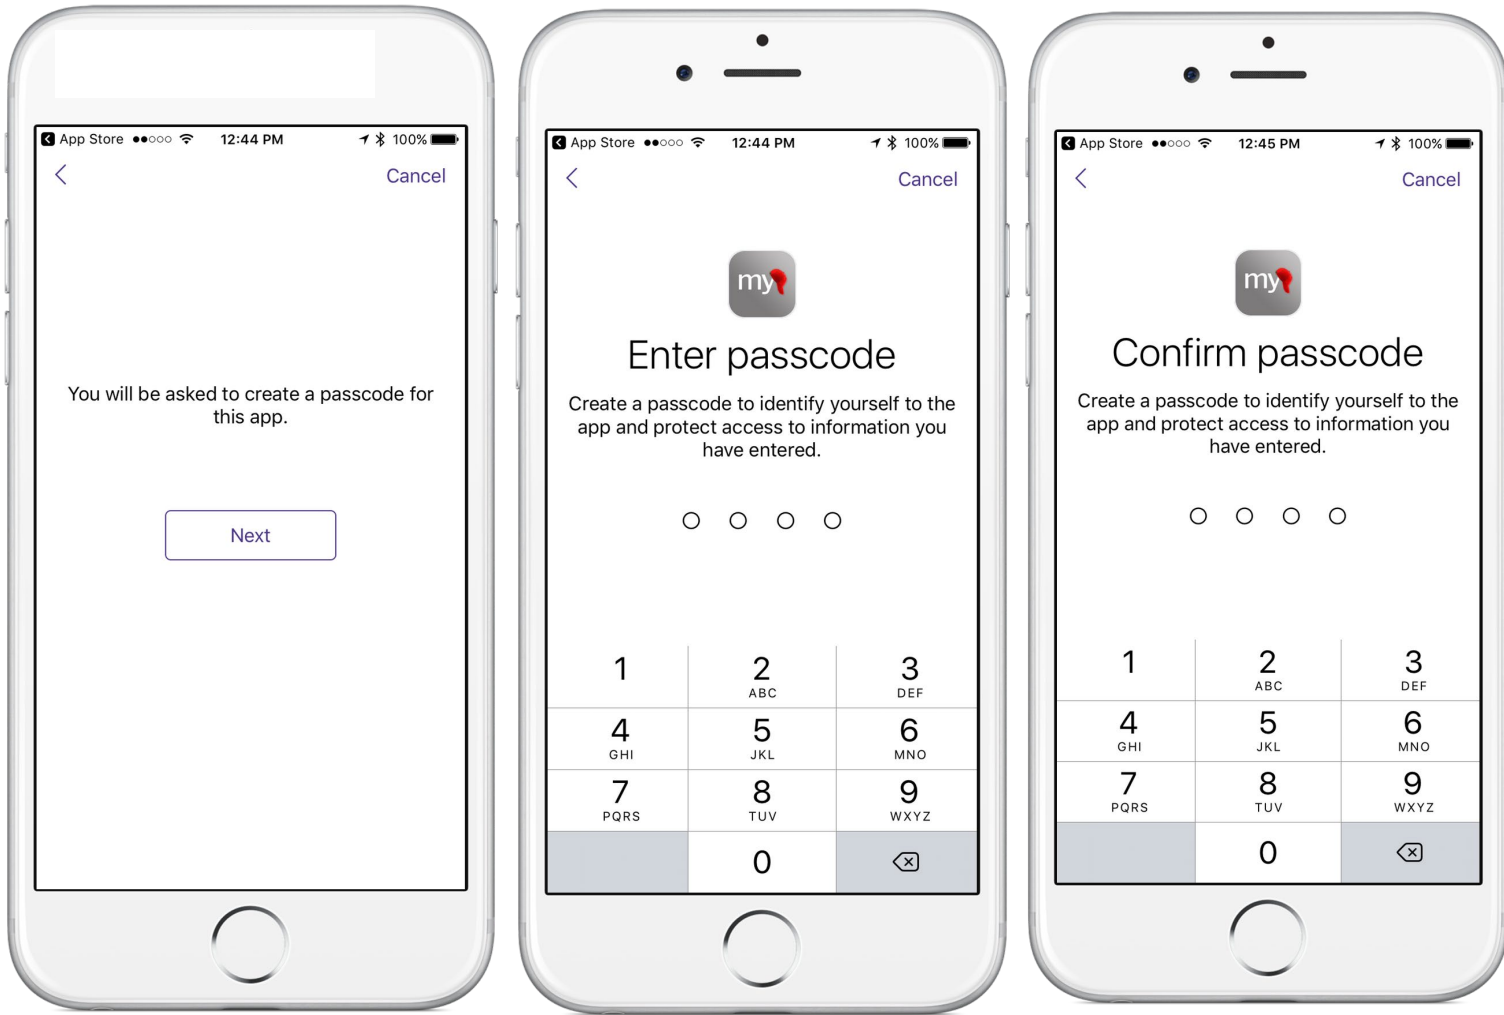 App Store 12:44 PM 100%
Cancel
You will be asked to create a passcode for
this app.
Next
App Store 12:44 PM 100%
Cancel
my
Enter passcode
Create a passcode to identify yourself to the
app and protect access to information you
have entered.
1 2 3
ABC DEF
4 5 6
GHI JKL MNO
7 8 9
PQRS TUV WXYZ
0
App Store 12:45 PM 100%
Cancel
my
Confirm passcode
Create a passcode to identify yourself to the
app and protect access to information you
have entered.
1 2 3
ABC DEF
4 5 6
GHI JKL MNO
7 8 9
PQRS TUV WXYZ
0